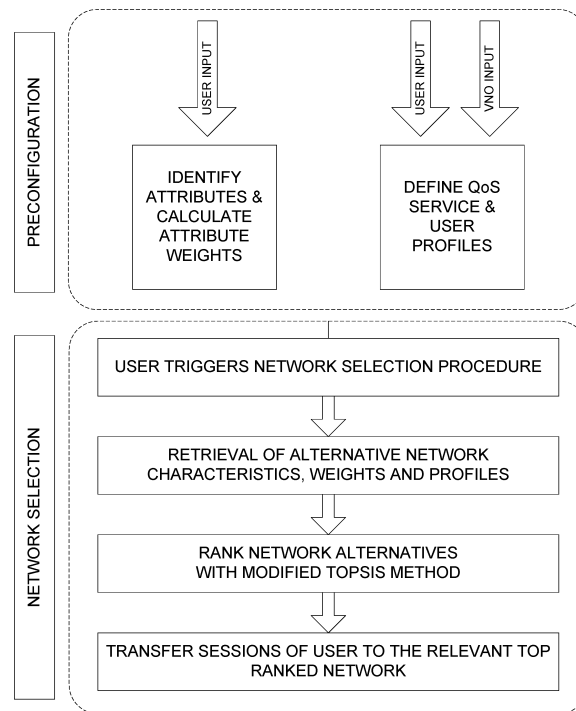 PRECONFIGURATION
USER INPUT
USER INPUT
VNO INPUT
IDENTIFY
ATTRIBUTES &
CALCULATE
ATTRIBUTE
WEIGHTS
DEFINE QoS
SERVICE &
USER
PROFILES
NETWORK SELECTION
USER TRIGGERS NETWORK SELECTION PROCEDURE
RETRIEVAL OF ALTERNATIVE NETWORK
CHARACTERISTICS, WEIGHTS AND PROFILES
RANK NETWORK ALTERNATIVES
WITH MODIFIED TOPSIS METHOD
TRANSFER SESSIONS OF USER TO THE RELEVANT TOP
RANKED NETWORK